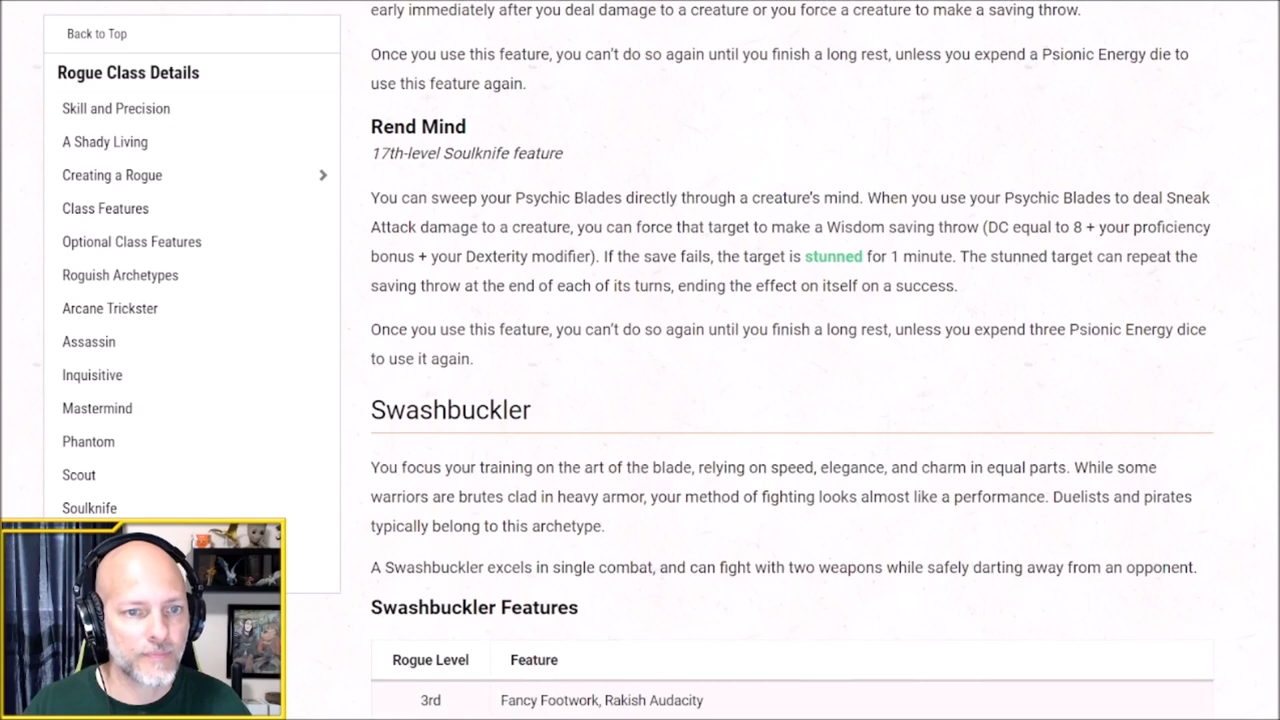 Back to Top
Rogue Class Details
Skill and Precision
A Shady Living
Creating a Rogue
Class Features
Optional Class Features
Roguish Archetypes
Arcane Trickster
Assassin
Inquisitive
Mastermind
Phantom
Scout
Soulknife
early immediately after you deal damage to a creature or you force a creature to make a saving throw.
Once you use this feature, you can’t do so again until you finish a long rest, unless you expend a Psionic Energy die to
use this feature again.
Rend Mind
17th-level Soulknife feature
You can sweep your Psychic Blades directly through a creature’s mind. When you use your Psychic Blades to deal Sneak
Attack damage to a creature, you can force that target to make a Wisdom saving throw (DC equal to 8 + your proficiency
bonus + your Dexterity modifier). If the save fails, the target is stunned for 1 minute. The stunned target can repeat the
saving throw at the end of each of its turns, ending the effect on itself on a success.
Once you use this feature, you can’t do so again until you finish a long rest, unless you expend three Psionic Energy dice
to use it again.
Swashbuckler
You focus your training on the art of the blade, relying on speed, elegance, and charm in equal parts. While some
warriors are brutes clad in heavy armor, your method of fighting looks almost like a performance. Duelists and pirates
typically belong to this archetype.
A Swashbuckler excels in single combat, and can fight with two weapons while safely darting away from an opponent.
Swashbuckler Features
Rogue Level Feature
3rd Fancy Footwork, Rakish Audacity